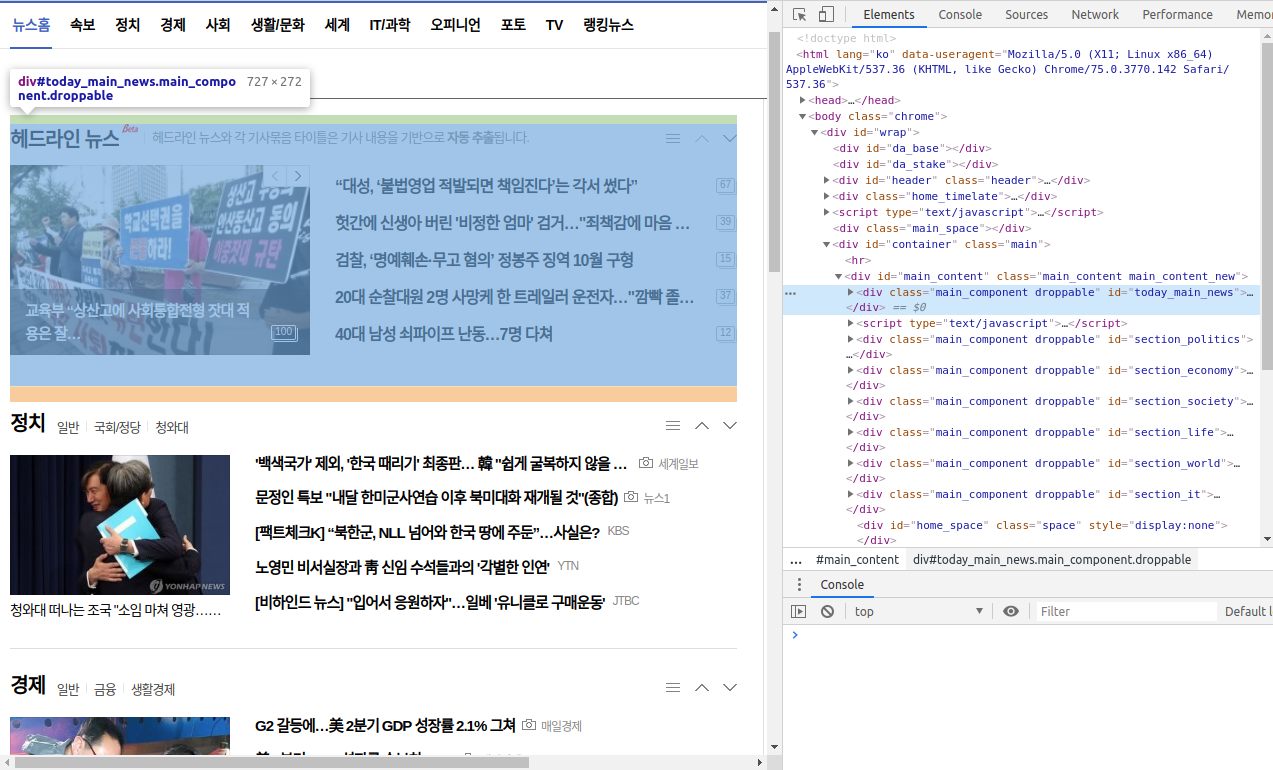 뉴스홈 속보 정치 경제 사회 생활/문화 세계 IT/과학 오피니언 포토 TV 랭킹뉴스
div#today_main_news.main_compo 727 × 272
nent.droppable
헤드라인 뉴스 Beta 헤드라인 뉴스와 각 기사묶음 타이틀은 기사 내용을 기반으로 자동 추출됩니다.
교육부 “상산고에 사회통합전형 잣대 적
용은 잘… 100
“대성, ‘불법영업 적발되면 책임진다’는 각서 썼다” 67
헛간에 신생아 버린 '비정한 엄마' 검거…"죄책감에 마음 … 39
검찰, ‘명예훼손·무고 혐의’ 정봉주 징역 10월 구형 15
20대 순찰대원 2명 사망케 한 트레일러 운전자…"깜빡 졸… 37
40대 남성 쇠파이프 난동…7명 다쳐 12
정치 일반 국회/정당 청와대
YONHAP NEWS
청와대 떠나는 조국 "소임 마쳐 영광……
'백색국가' 제외, '한국 때리기' 최종판… 韓 "쉽게 굴복하지 않을 … 세계일보
문정인 특보 "내달 한미군사연습 이후 북미대화 재개될 것"(종합) 뉴스1
[팩트체크K] “북한군, NLL 넘어와 한국 땅에 주둔”…사실은? KBS
노영민 비서실장과 靑 신임 수석들과의 '각별한 인연' YTN
[비하인드 뉴스] "입어서 응원하자"…일베 '유니클로 구매운동' JTBC
경제 일반 금융 생활경제
G2 갈등에…美 2분기 GDP 성장률 2.1% 그쳐 매일경제
Elements Console Sources Network Performance Memor
<!doctype html>
<html lang="ko" data-useragent="Mozilla/5.0 (X11; Linux x86_64)
AppleWebKit/537.36 (KHTML, like Gecko) Chrome/75.0.3770.142 Safari/
537.36">
<head>…</head>
<body class="chrome">
<div id="wrap">
<div id="da_base"></div>
<div id="da_stake"></div>
<div id="header" class="header">…</div>
<div class="home_timelate">…</div>
<script type="text/javascript">…</script>
<div class="main_space"></div>
<div id="container" class="main">
<hr>
<div id="main_content" class="main_content main_content_new">
… <div class="main_component droppable" id="today_main_news">…
</div> == $0
<script type="text/javascript">…</script>
<div class="main_component droppable" id="section_politics">
…</div>
<div class="main_component droppable" id="section_economy">…
</div>
<div class="main_component droppable" id="section_society">…
</div>
<div class="main_component droppable" id="section_life">…
</div>
<div class="main_component droppable" id="section_world">…
</div>
<div class="main_component droppable" id="section_it">…
</div>
<div id="home_space" class="space" style="display:none">
</div>
… #main_content div#today_main_news.main_component.droppable
Console
top Filter Default l